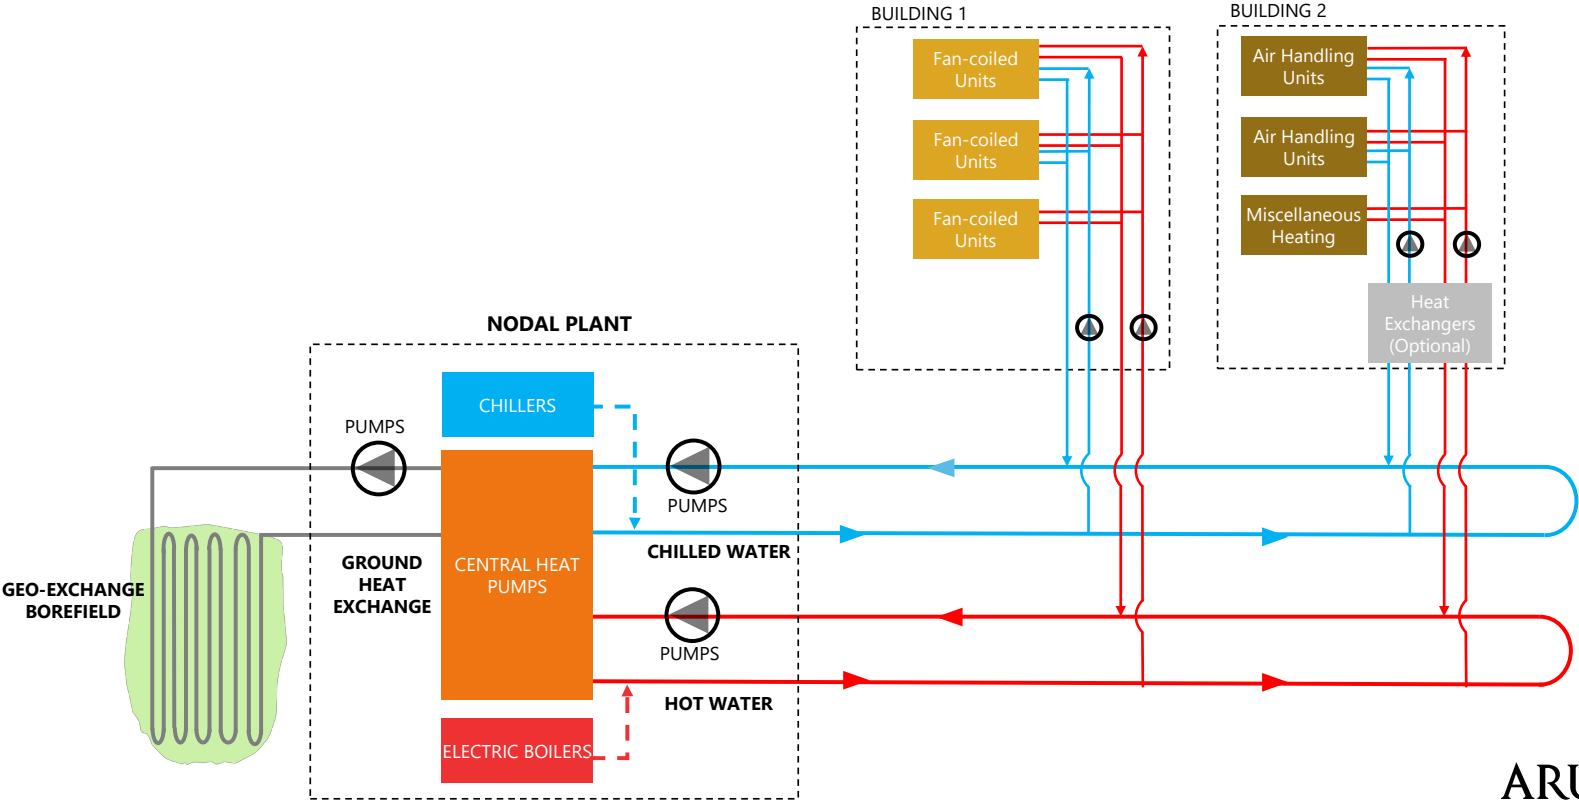 BUILDING 1
BUILDING 2
Fan-coiled
Units
Fan-coiled
Units
Fan-coiled
Units
Air Handling
Units
Air Handling
Units
Miscellaneous
Heating
Heat
Exchangers
(Optional)
NODAL PLANT
CHILLERS
PUMPS
PUMPS
CHILLED WATER
CENTRAL HEAT
PUMPS
GROUND
HEAT
EXCHANGE
GEO-EXCHANGE
BOREFIELD
PUMPS
HOT WATER
ELECTRIC BOILERS